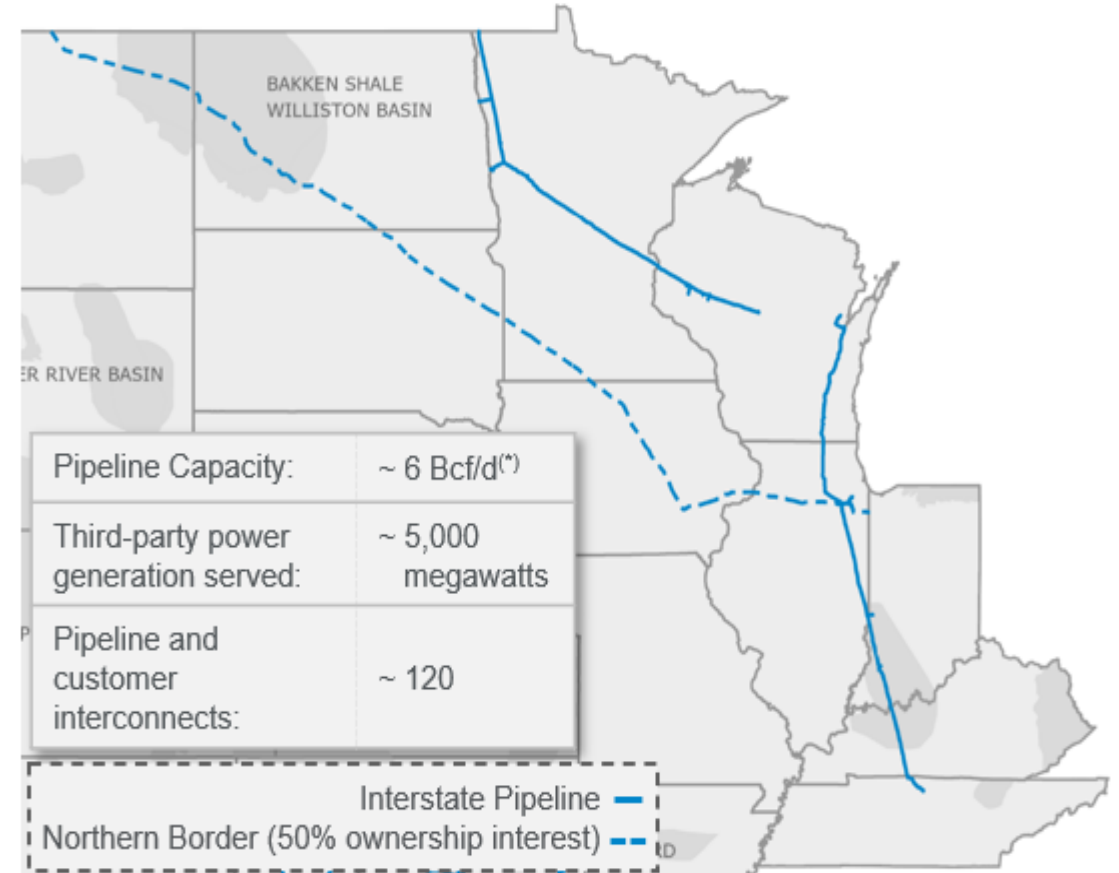 BAKKEN SHALE
WILLISTON BASIN
ER RIVER BASIN
Pipeline Capacity: ~ 6 Bcf/d(*)
Third-party power
generation served:
~ 5,000
megawatts
Pipeline and
customer
interconnects:
~ 120
P
Interstate Pipeline
Northern Border (50% ownership interest)
RD